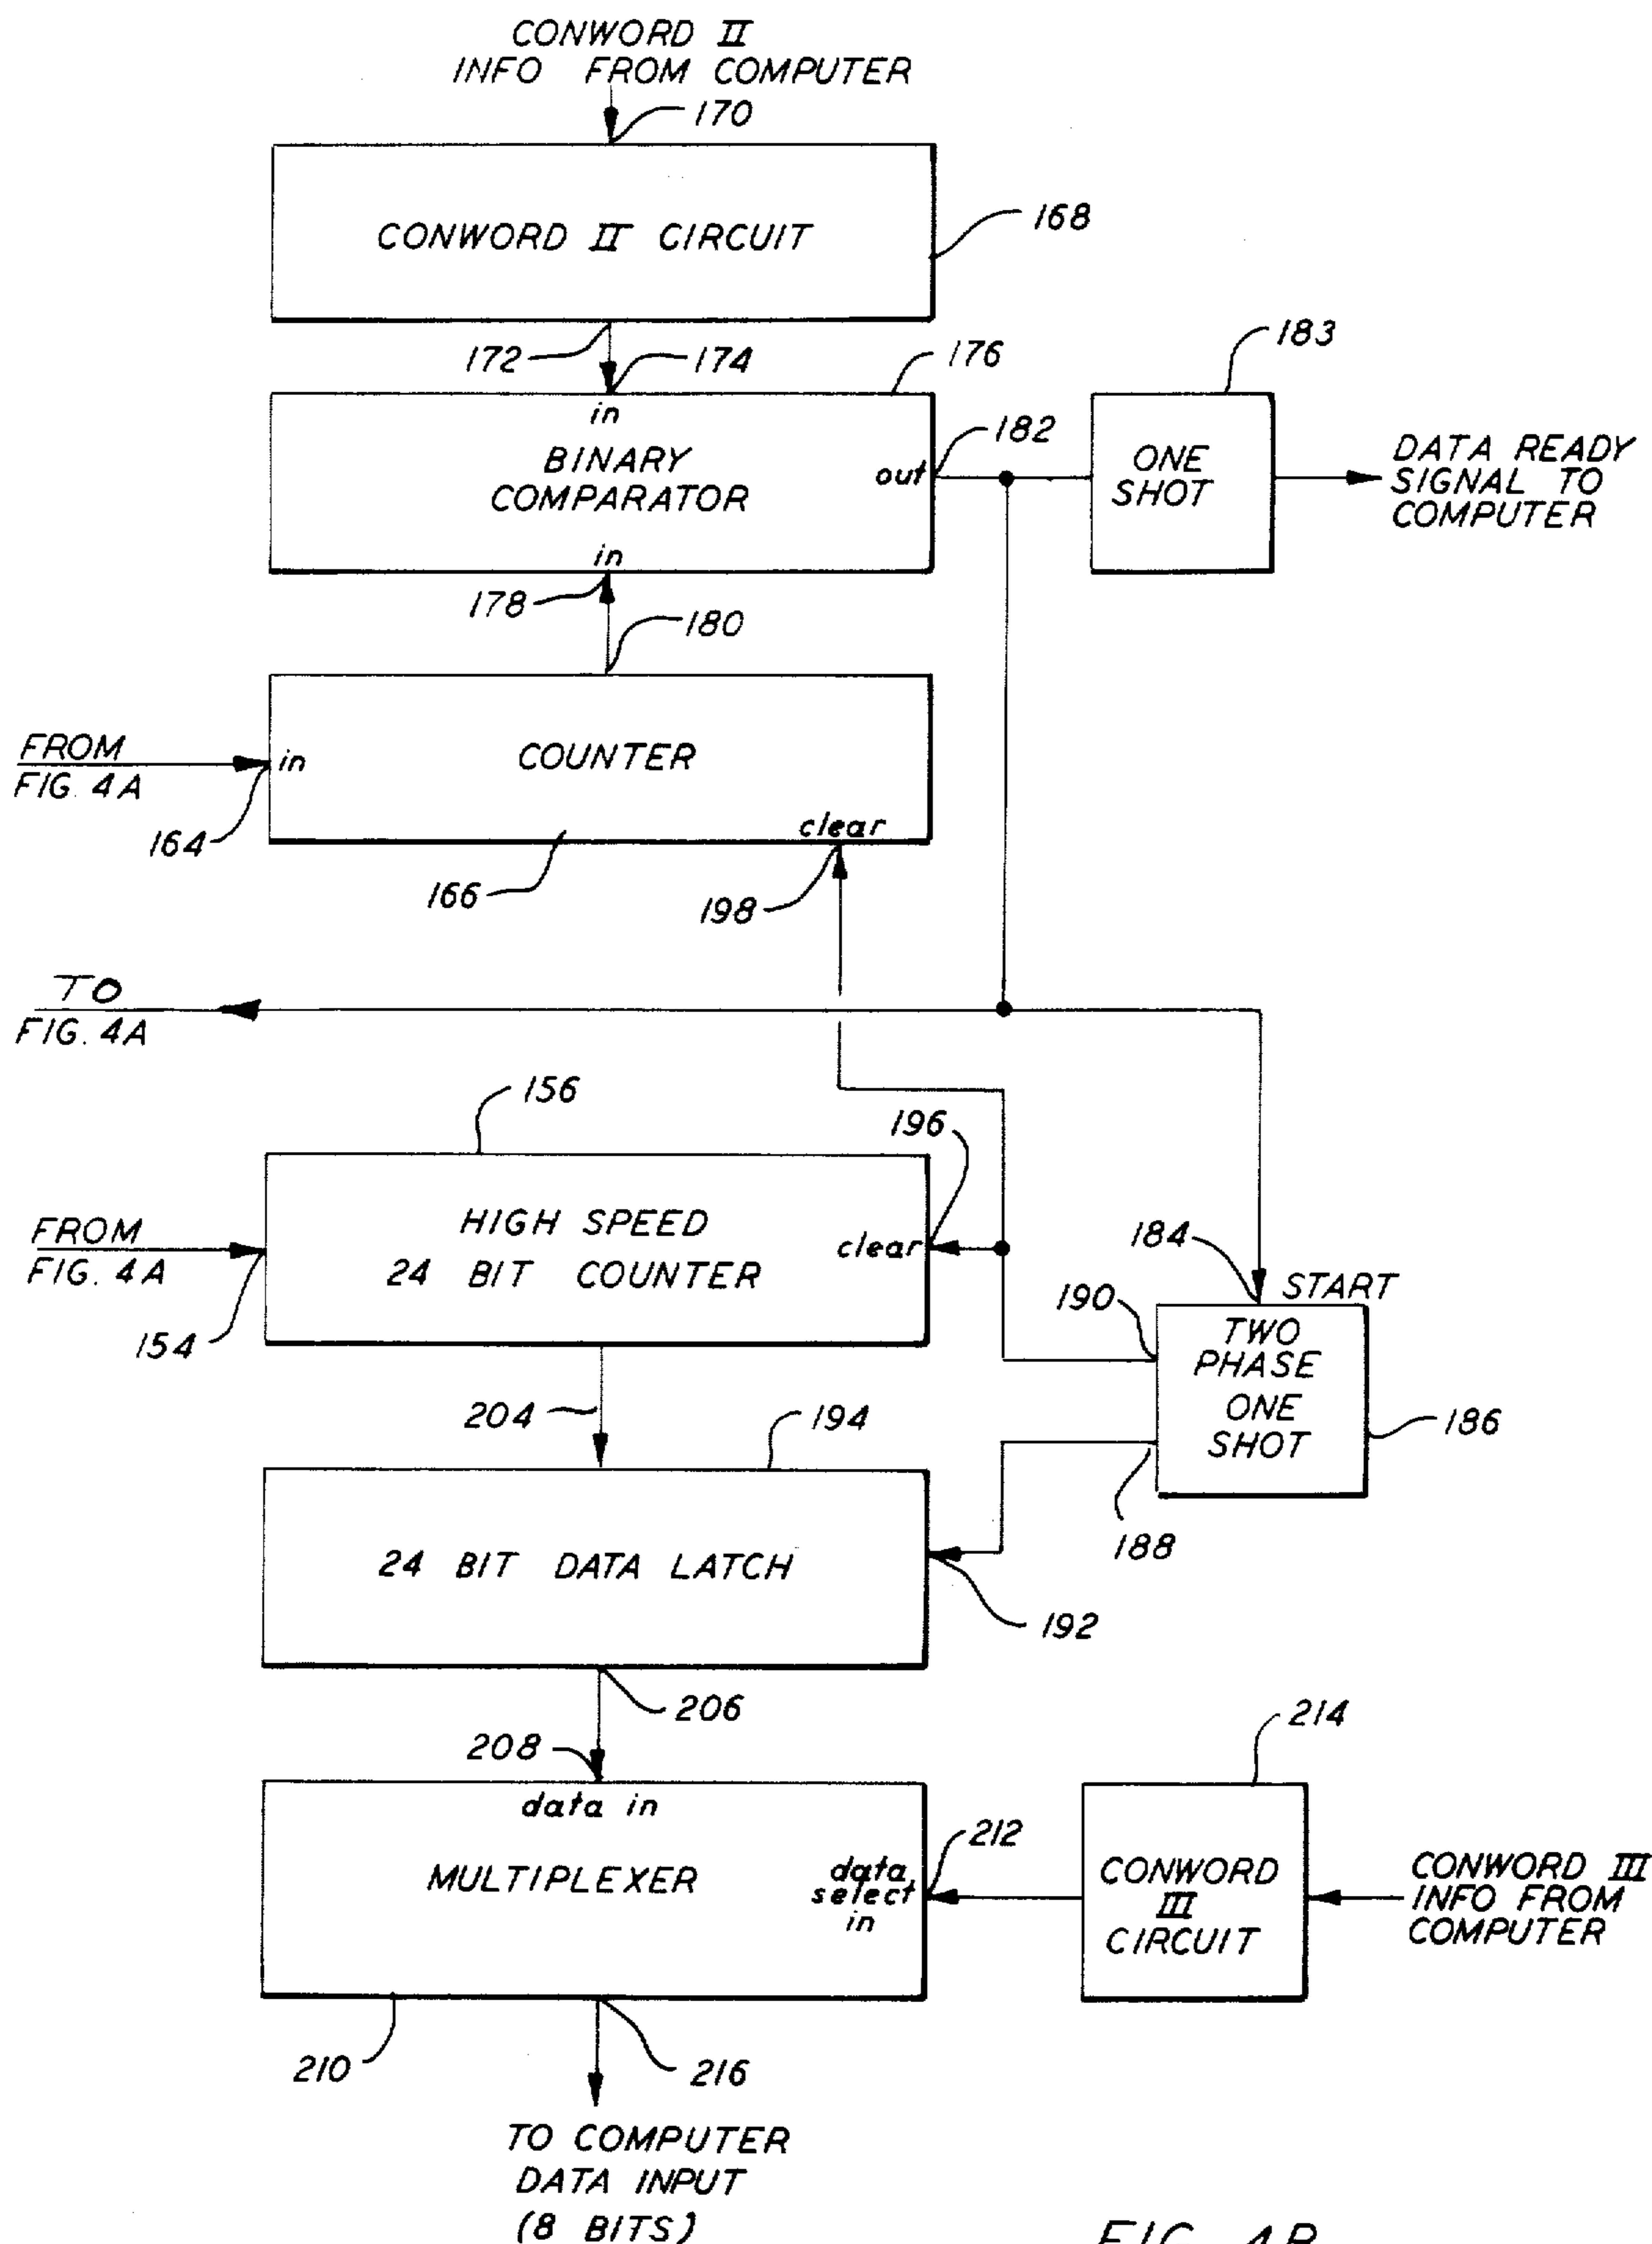 CONWORD II
INFO FROM COMPUTER
170
CONWORD II CIRCUIT
168
172
174
176
183
in
BINARY
COMPARATOR
out
in
182
ONE
SHOT
DATA READY
SIGNAL TO
COMPUTER
178
180
FROM
FIG. 4A
in
COUNTER
clear
164
166
198
TO
FIG. 4A
156
196
FROM
FIG. 4A
HIGH SPEED
24 BIT COUNTER
clear
154
184
START
190
TWO
PHASE
ONE
SHOT
186
188
204
194
24 BIT DATA LATCH
192
206
208
214
data in
MULTIPLEXER
data
select
in
212
CONWORD
III
CIRCUIT
CONWORD III
INFO FROM
COMPUTER
210
216
TO COMPUTER
DATA INPUT
(8 BITS)
FIG. 4B